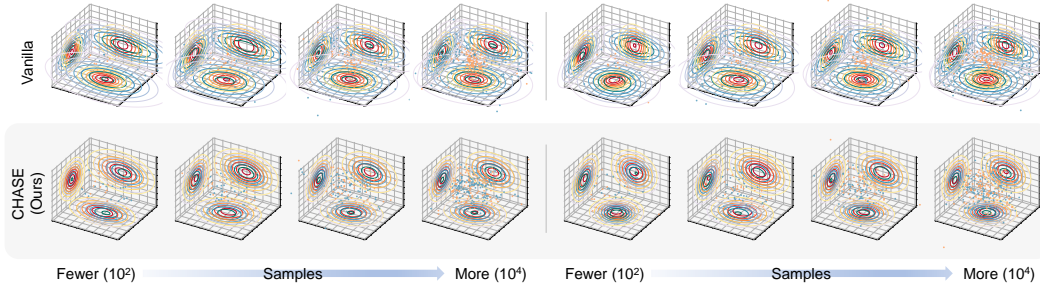 Vanilla
CHASE
(Ours)
Fewer (10²) Samples More (10⁴) Fewer (10²) Samples More (10⁴)